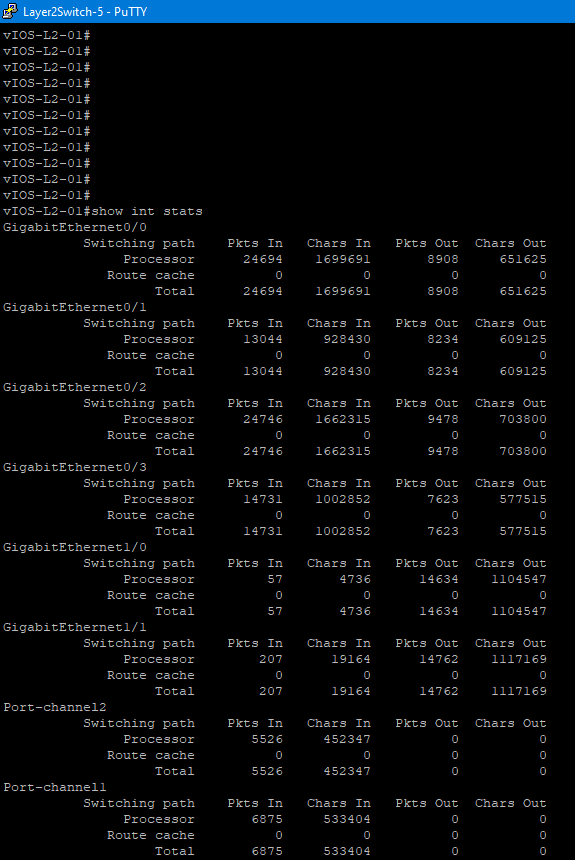 Layer2Switch-5 - PuTTY
vIOS-L2-01#
vIOS-L2-01#
vIOS-L2-01#
vIOS-L2-01#
vIOS-L2-01#
vIOS-L2-01#
vIOS-L2-01#
vIOS-L2-01#
vIOS-L2-01#
vIOS-L2-01#
vIOS-L2-01#
vIOS-L2-01#show int stats
GigabitEthernet0/0
Switching path Pkts In Chars In Pkts Out Chars Out
Processor 24694 1699691 8908 651625
Route cache 0 0 0 0
Total 24694 1699691 8908 651625
GigabitEthernet0/1
Switching path Pkts In Chars In Pkts Out Chars Out
Processor 13044 928430 8234 609125
Route cache 0 0 0 0
Total 13044 928430 8234 609125
GigabitEthernet0/2
Switching path Pkts In Chars In Pkts Out Chars Out
Processor 24746 1662315 9478 703800
Route cache 0 0 0 0
Total 24746 1662315 9478 703800
GigabitEthernet0/3
Switching path Pkts In Chars In Pkts Out Chars Out
Processor 14731 1002852 7623 577515
Route cache 0 0 0 0
Total 14731 1002852 7623 577515
GigabitEthernet1/0
Switching path Pkts In Chars In Pkts Out Chars Out
Processor 57 4736 14634 1104547
Route cache 0 0 0 0
Total 57 4736 14634 1104547
GigabitEthernet1/1
Switching path Pkts In Chars In Pkts Out Chars Out
Processor 207 19164 14762 1117169
Route cache 0 0 0 0
Total 207 19164 14762 1117169
Port-channel2
Switching path Pkts In Chars In Pkts Out Chars Out
Processor 5526 452347 0 0
Route cache 0 0 0 0
Total 5526 452347 0 0
Port-channel1
Switching path Pkts In Chars In Pkts Out Chars Out
Processor 6875 533404 0 0
Route cache 0 0 0 0
Total 6875 533404 0 0